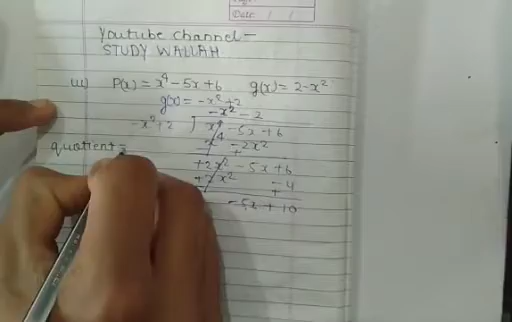 Date: / /
Youtube channel-
STUDY WALLAH
iii) P(x) = x⁴ - 5x + 6 g(x) = 2 - x²
g(x) = -x² + 2
-x² - 2
-x² + 2 ) x⁴ - 5x + 6
x⁴ - 2x²
- +
+2x² - 5x + 6
+2x² - 4
- +
-5x + 10
quotient =